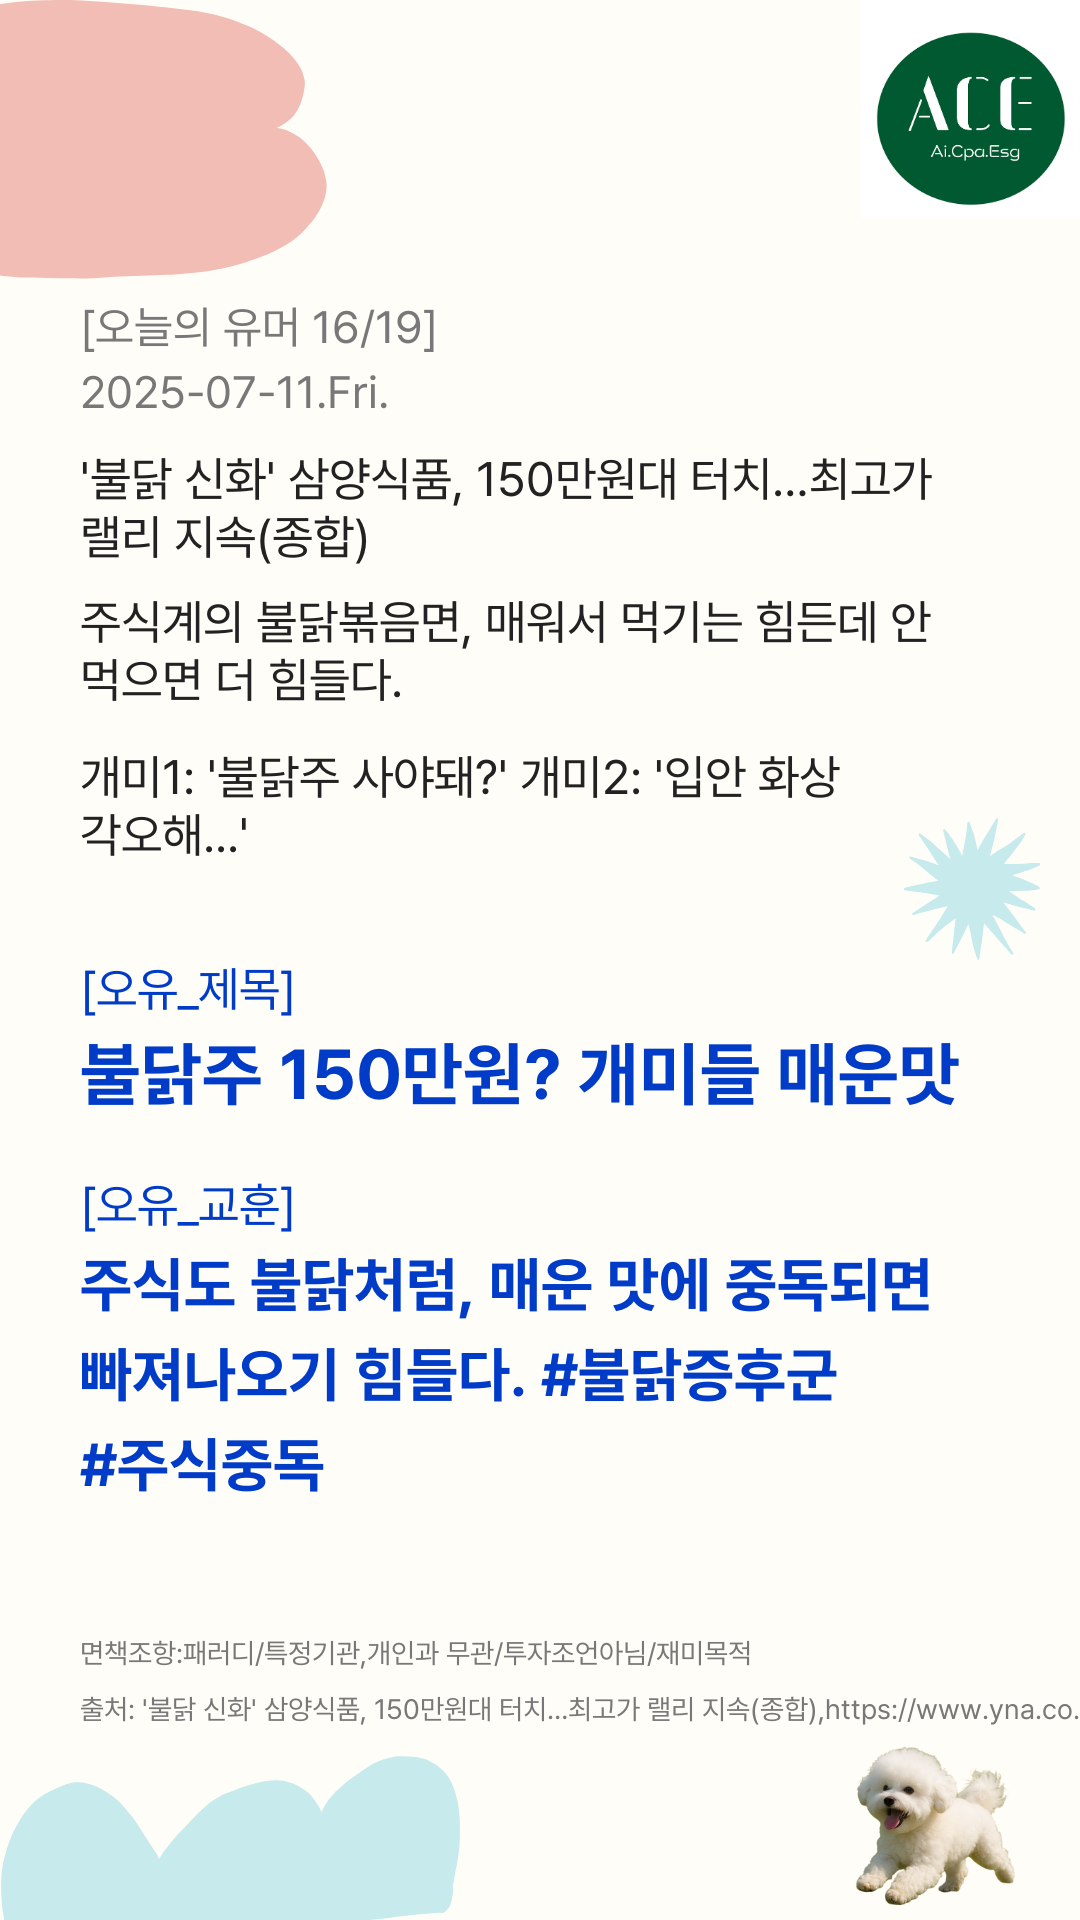 ACE
Ai.Cpa.Esg
[오늘의 유머 16/19]
2025-07-11.Fri.
'불닭 신화' 삼양식품, 150만원대 터치...최고가
랠리 지속(종합)
주식계의 불닭볶음면, 매워서 먹기는 힘든데 안
먹으면 더 힘들다.
개미1: '불닭주 사야돼?' 개미2: '입안 화상
각오해...'
[오유_제목]
불닭주 150만원? 개미들 매운맛
[오유_교훈]
주식도 불닭처럼, 매운 맛에 중독되면
빠져나오기 힘들다. #불닭증후군
#주식중독
면책조항:패러디/특정기관,개인과 무관/투자조언아님/재미목적
출처: '불닭 신화' 삼양식품, 150만원대 터치...최고가 랠리 지속(종합),https://www.yna.co.